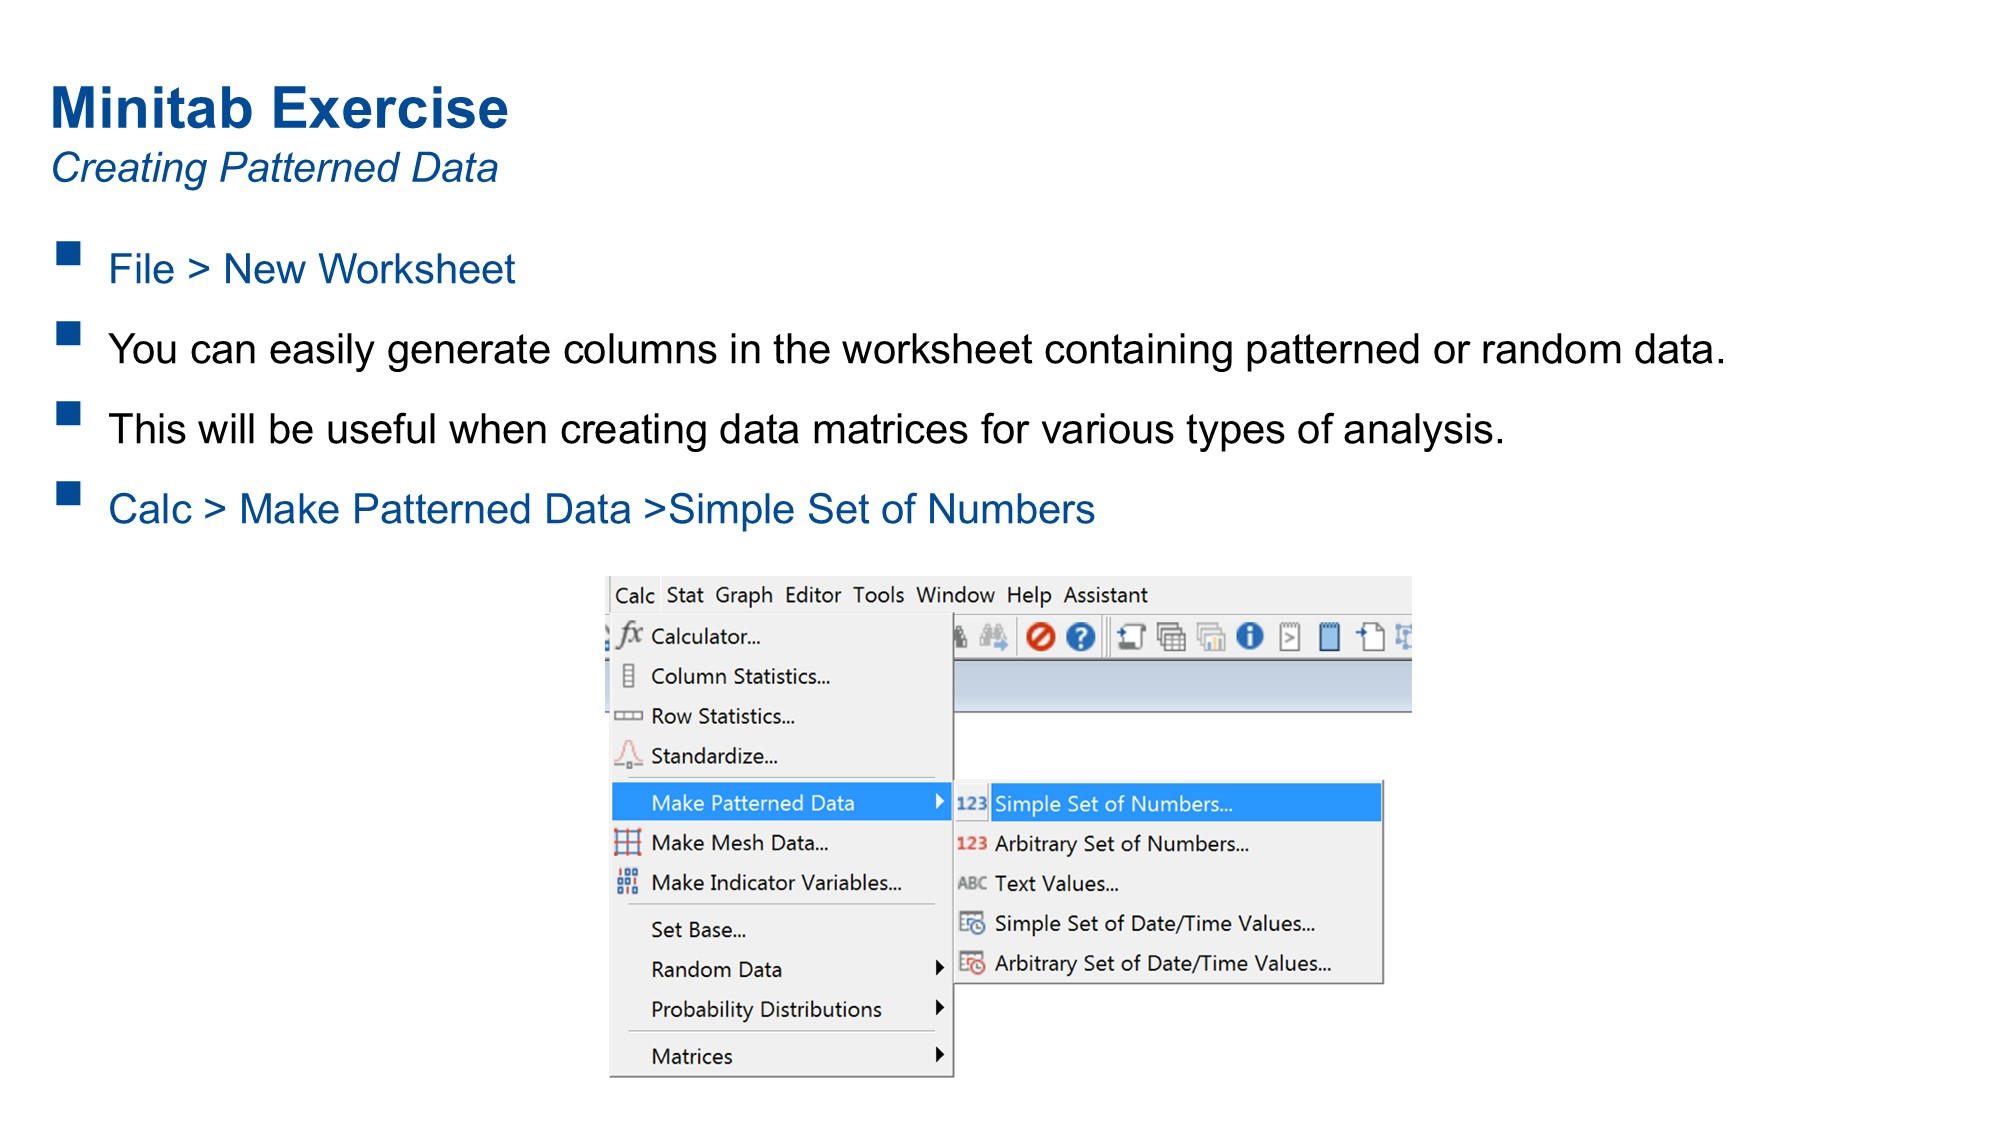 Minitab Exercise
Creating Patterned Data
File > New Worksheet
You can easily generate columns in the worksheet containing patterned or random data.
This will be useful when creating data matrices for various types of analysis.
Calc > Make Patterned Data >Simple Set of Numbers
Calc Stat Graph Editor Tools Window Help Assistant
fx Calculator...
Column Statistics...
Row Statistics...
Standardize...
Make Patterned Data
123 Simple Set of Numbers...
Make Mesh Data...
123 Arbitrary Set of Numbers...
Make Indicator Variables...
ABC Text Values...
Set Base...
Simple Set of Date/Time Values...
Random Data
Arbitrary Set of Date/Time Values...
Probability Distributions
Matrices